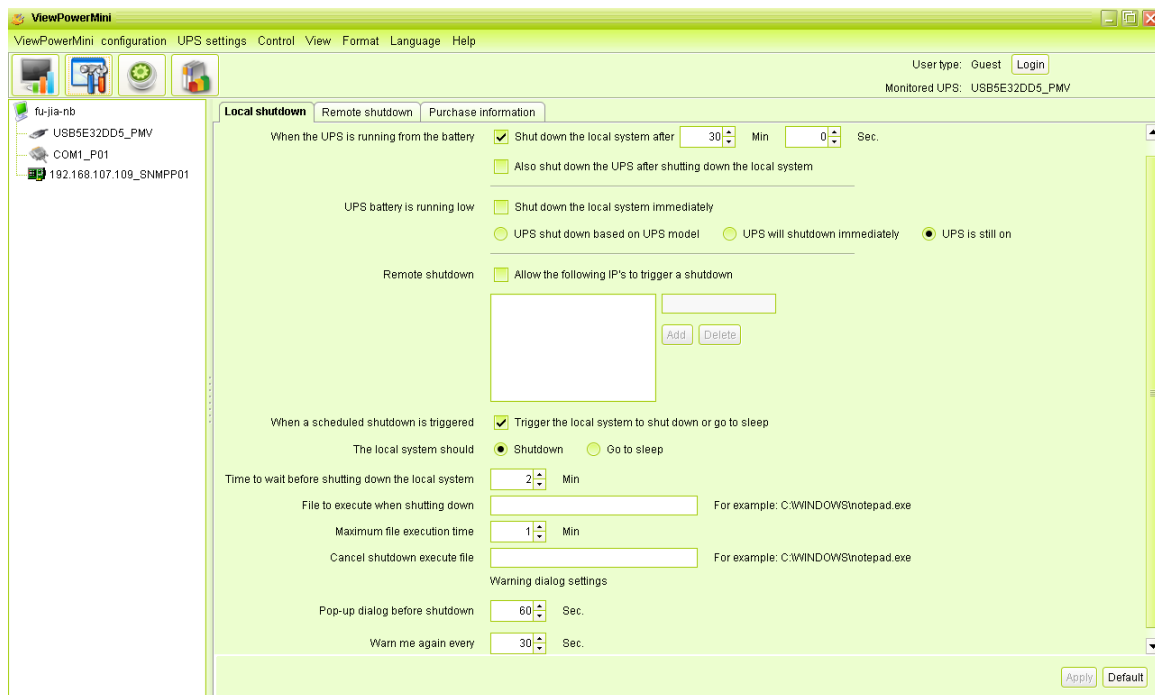 ViewPowerMini
ViewPowerMini configuration UPS settings Control View Format Language Help
User type: Guest Login
Monitored UPS: USB5E32DD5_PMV
fu-jia-nb
USB5E32DD5_PMV
COM1_P01
192.168.107.109_SNMPP01
Local shutdown Remote shutdown Purchase information
When the UPS is running from the battery Shut down the local system after 30 Min 0 Sec.
Also shut down the UPS after shutting down the local system
UPS battery is running low Shut down the local system immediately
UPS shut down based on UPS model UPS will shutdown immediately UPS is still on
Remote shutdown Allow the following IP's to trigger a shutdown
Add Delete
When a scheduled shutdown is triggered Trigger the local system to shut down or go to sleep
The local system should Shutdown Go to sleep
Time to wait before shutting down the local system 2 Min
File to execute when shutting down For example: C:\WINDOWS\notepad.exe
Maximum file execution time 1 Min
Cancel shutdown execute file For example: C:\WINDOWS\notepad.exe
Warning dialog settings
Pop-up dialog before shutdown 60 Sec.
Warn me again every 30 Sec.
Apply Default